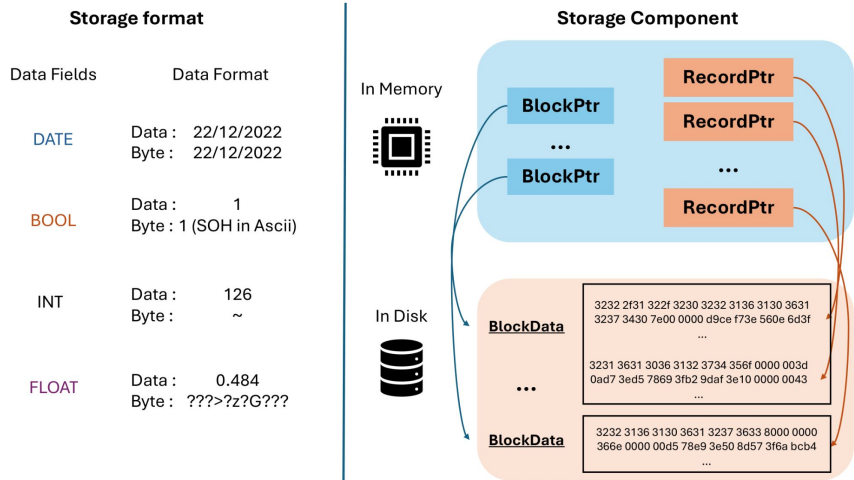 Storage format
Data Fields
Data Format
DATE
Data : 22/12/2022
Byte : 22/12/2022
BOOL
Data : 1
Byte : 1 (SOH in Ascii)
INT
Data : 126
Byte : ~
FLOAT
Data : 0.484
Byte : ???>?z?G???
Storage Component
In Memory
BlockPtr
...
BlockPtr
RecordPtr
RecordPtr
...
RecordPtr
In Disk
BlockData
3232 2f31 322f 3230 3232 3136 3130 3631
3237 3430 7e00 0000 d9ce f73e 560e 6d3f
...
...
3231 3631 3036 3132 3734 356f 0000 003d
0ad7 3ed5 7869 3fb2 9daf 3e10 0000 0043
...
BlockData
3232 3136 3130 3631 3237 3633 8000 0000
366e 0000 00d5 78e9 3e50 8d57 3f6a bcb4
...